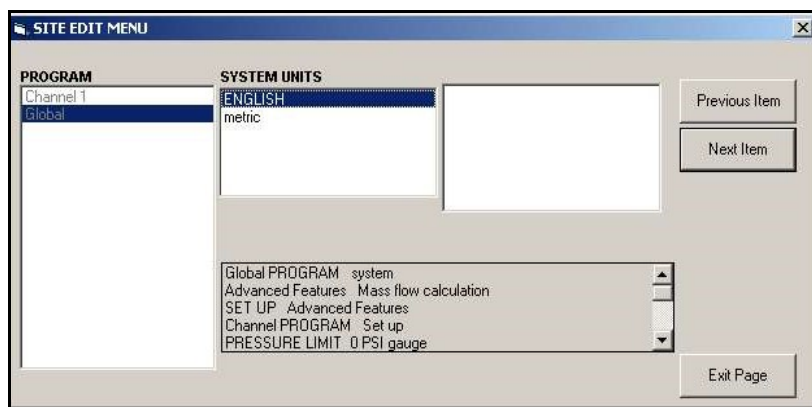 SITE EDIT MENU
PROGRAM
Channel 1
Global
SYSTEM UNITS
ENGLISH
metric
Previous Item
Next Item
Global PROGRAM system
Advanced Features Mass flow calculation
SET UP Advanced Features
Channel PROGRAM Set up
PRESSURE LIMIT 0 PSI gauge
Exit Page